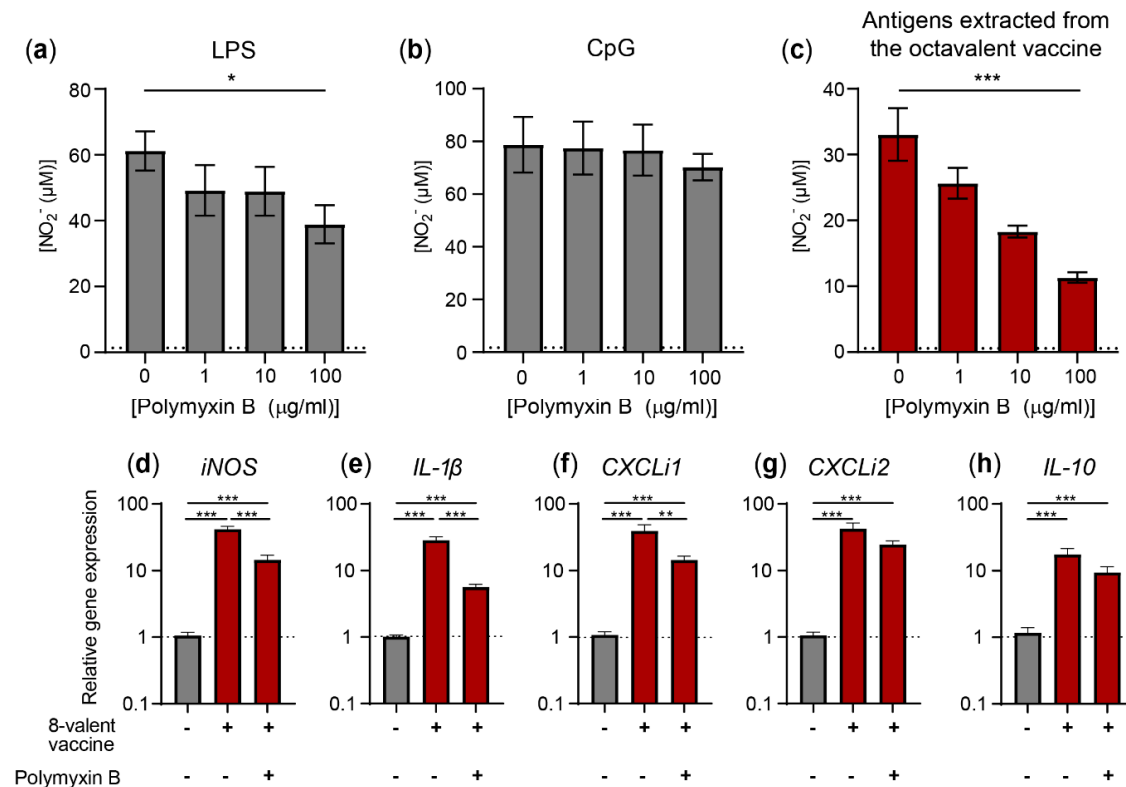 (a) LPS
*
80
60
40
20
0
[NO₂⁻ (µM)]
0 1 10 100
[Polymyxin B (µg/ml)]
(b) CpG
100
80
60
40
20
0
[NO₂⁻ (µM)]
0 1 10 100
[Polymyxin B (µg/ml)]
Antigens extracted from
(c) the octavalent vaccine
***
40
30
20
10
0
[NO₂⁻ (µM)]
0 1 10 100
[Polymyxin B (µg/ml)]
(d) iNOS
***
*** ***
100
10
1
0.1
Relative gene expression
(e) IL-1β
***
*** ***
100
10
1
0.1
(f) CXCLi1
***
*** **
100
10
1
0.1
(g) CXCLi2
***
***
100
10
1
0.1
(h) IL-10
***
***
100
10
1
0.1
8-valent
vaccine
- + + - + + - + + - + + - + +
Polymyxin B - - + - - + - - + - - + - - +